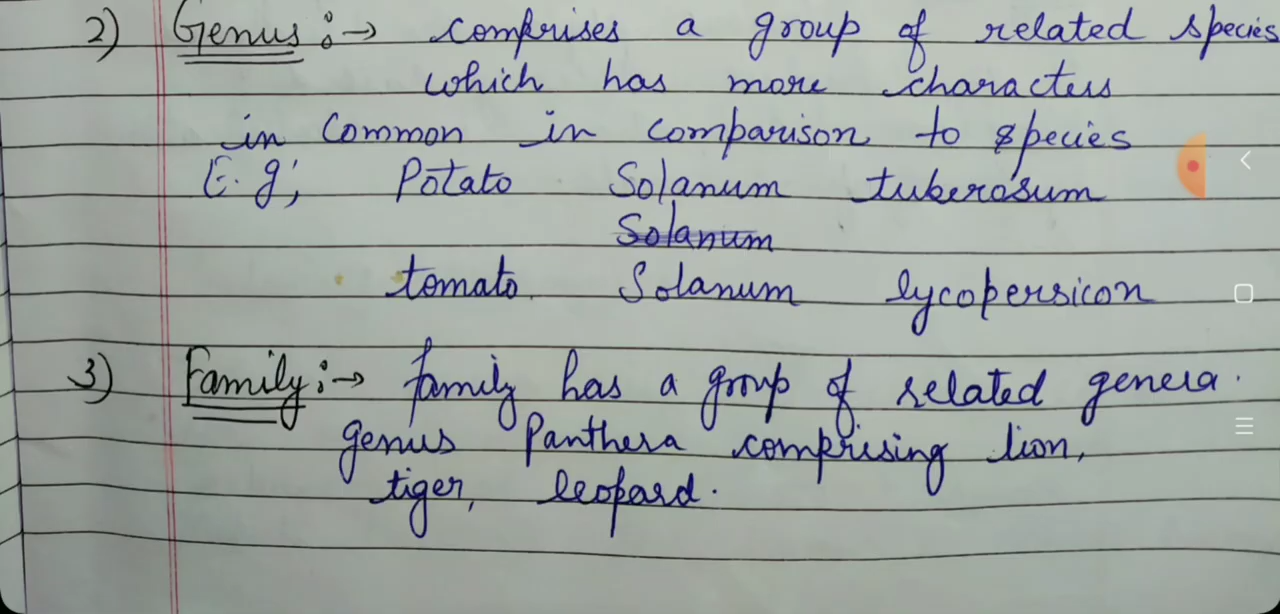 2) Genus :→ comprises a group of related species
which has more characters
in common in comparison to species
E.g; Potato Solanum tuberosum
Solanum
tomato Solanum lycopersicon
3) Family :→ family has a group of related genera.
genus Panthera comprising lion,
tiger, leopard.